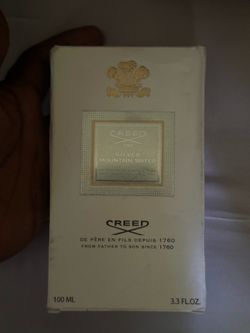 CREED
SILVER
MOUNTAIN WATER
CREED
DE PÈRE EN FILS DEPUIS 1760
FROM FATHER TO SON SINCE 1760
100 ML
3.3 FL.OZ.